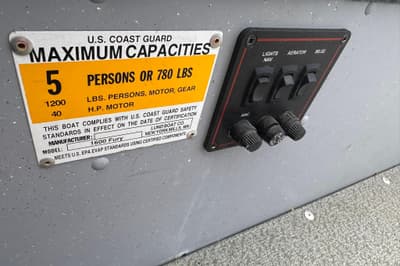 U.S. COAST GUARD
MAXIMUM CAPACITIES
5 PERSONS OR 780 LBS
1200 LBS. PERSONS, MOTOR, GEAR
40 H.P. MOTOR
THIS BOAT COMPLIES WITH U.S. COAST GUARD SAFETY
STANDARDS IN EFFECT ON THE DATE OF CERTIFICATION
MANUFACTURER: LUND BOAT CO
NEW YORK MILLS, MN
MODEL: 1600 Fury
MEETS U.S. EPA EVAP STANDARDS USING CERTIFIED COMPONENTS
LIGHTS AERATOR BILGE
NAV